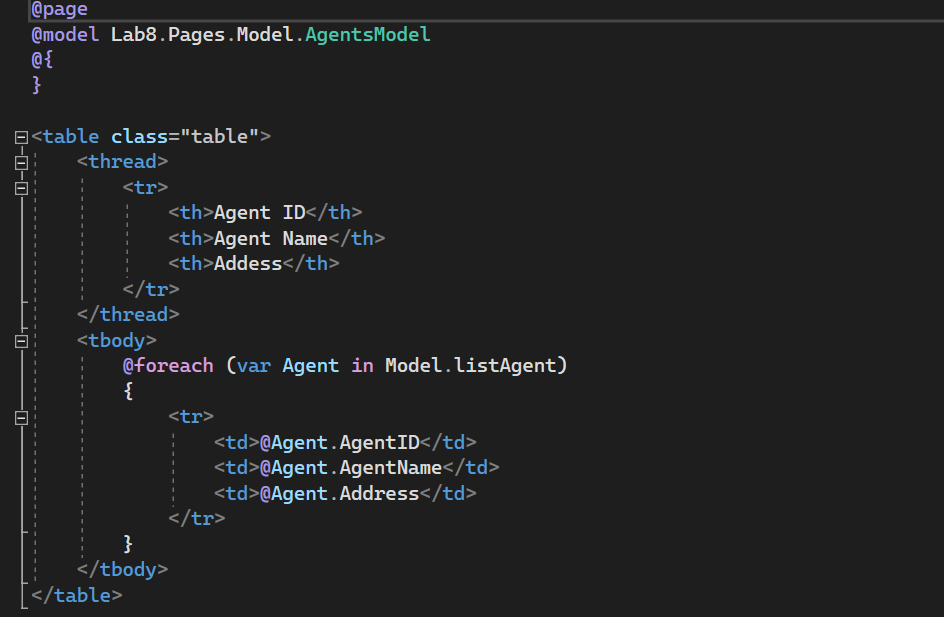 @page
@model Lab8.Pages.Model.AgentsModel
@{
}
<table class="table">
<thread>
<tr>
<th>Agent ID</th>
<th>Agent Name</th>
<th>Addess</th>
</tr>
</thread>
<tbody>
@foreach (var Agent in Model.listAgent)
{
<tr>
<td>@Agent.AgentID</td>
<td>@Agent.AgentName</td>
<td>@Agent.Address</td>
</tr>
}
</tbody>
</table>